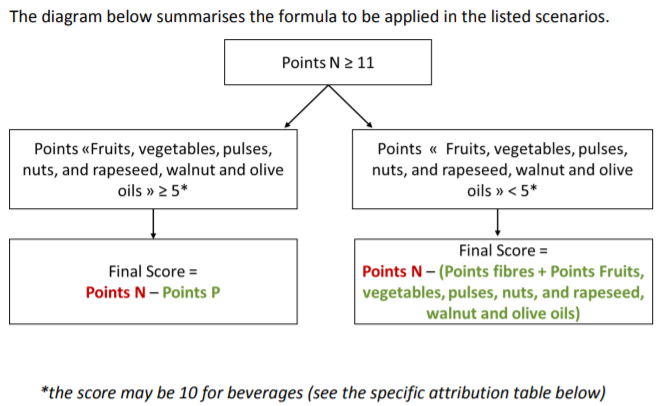 The diagram below summarises the formula to be applied in the listed scenarios.
Points N ≥ 11
Points «Fruits, vegetables, pulses,
nuts, and rapeseed, walnut and olive
oils » ≥ 5*
Points « Fruits, vegetables, pulses,
nuts, and rapeseed, walnut and olive
oils » < 5*
Final Score =
Points N – Points P
Final Score =
Points N – (Points fibres + Points Fruits,
vegetables, pulses, nuts, and rapeseed,
walnut and olive oils)
*the score may be 10 for beverages (see the specific attribution table below)